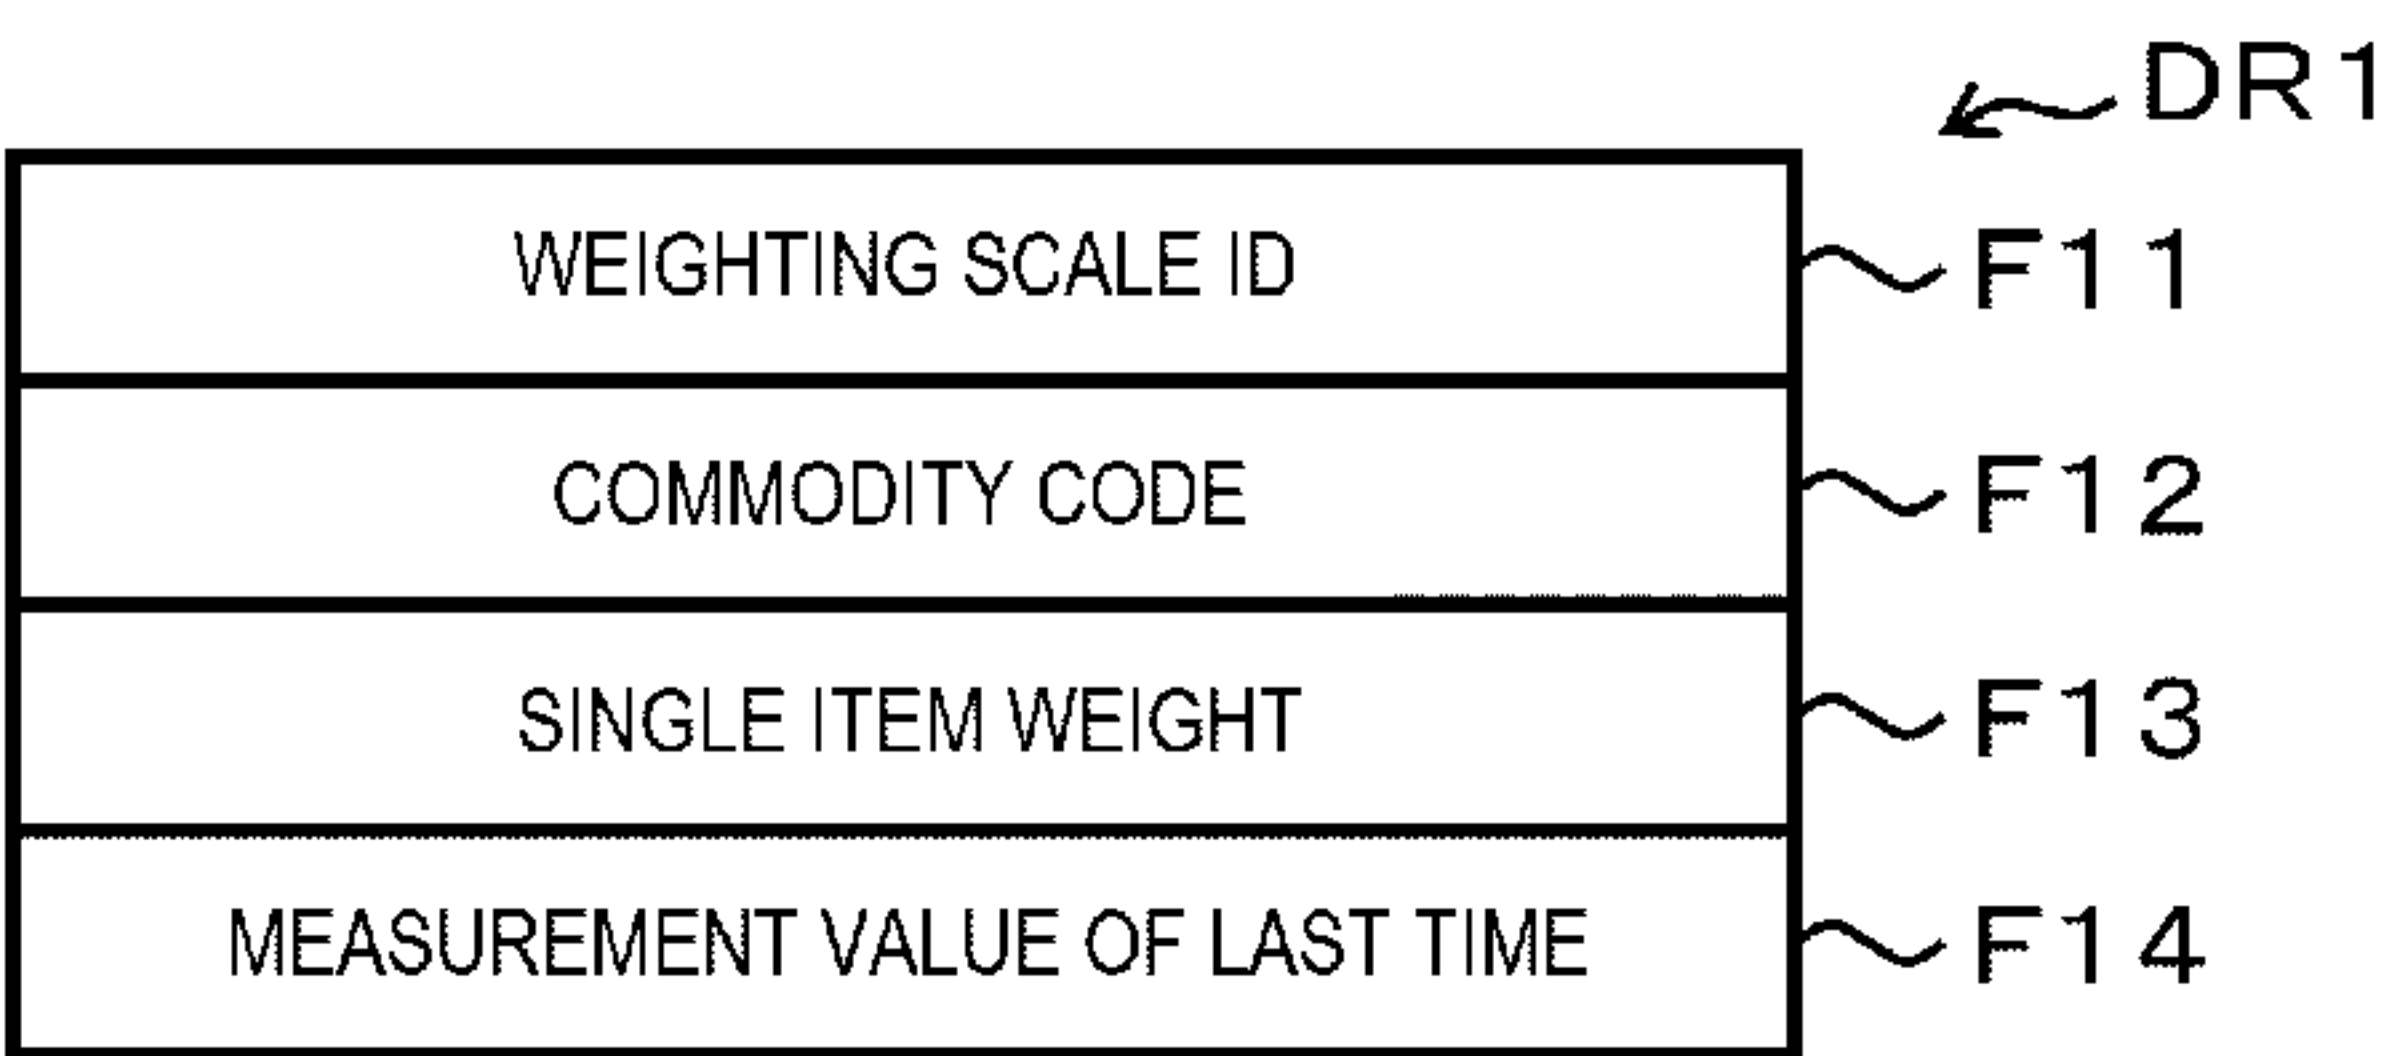 DR1
WEIGHTING SCALE ID F11
COMMODITY CODE F12
SINGLE ITEM WEIGHT F13
MEASUREMENT VALUE OF LAST TIME F14